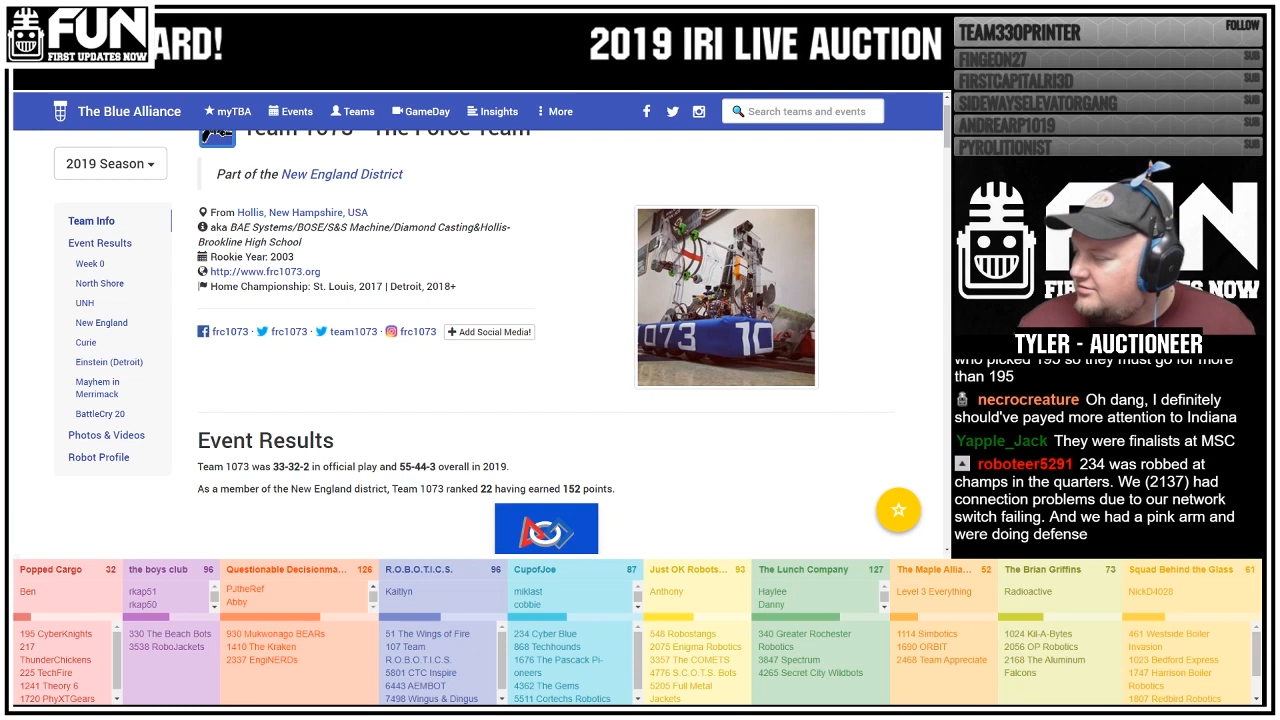 FUN
FIRST UPDATES NOW
ARD!
2019 IRI LIVE AUCTION
TEAM330PRINTER FOLLOW
FINGEON27 SUB
FIRSTCAPITALRI3D SUB
SIDEWAYSELEVATORGANG SUB
ANDREARP1019 SUB
PYROLITIONIST SUB
The Blue Alliance myTBA Events Teams GameDay Insights More Search teams and events
Team 1073 - The Force Team
2019 Season
Part of the New England District
Team Info
Event Results
Week 0
North Shore
UNH
New England
Curie
Einstein (Detroit)
Mayhem in
Merrimack
BattleCry 20
Photos & Videos
Robot Profile
From Hollis, New Hampshire, USA
aka BAE Systems/BOSE/S&S Machine/Diamond Casting&Hollis-
Brookline High School
Rookie Year: 2003
http://www.frc1073.org
Home Championship: St. Louis, 2017 | Detroit, 2018+
frc1073 · frc1073 · team1073 · frc1073 Add Social Media!
073 10
Event Results
Team 1073 was 33-32-2 in official play and 55-44-3 overall in 2019.
As a member of the New England district, Team 1073 ranked 22 having earned 152 points.
FUN
FIR NOW
TYLER - AUCTIONEER
who picked 195 so they must go for more
than 195
necrocreature Oh dang, I definitely
should've payed more attention to Indiana
Yapple_Jack They were finalists at MSC
roboteer5291 234 was robbed at
champs in the quarters. We (2137) had
connection problems due to our network
switch failing. And we had a pink arm and
were doing defense
Popped Cargo 32
Ben
195 CyberKnights
217
ThunderChickens
225 TechFire
1241 Theory 6
1720 PhyXTGears
the boys club 96
rkap51
rkap50
330 The Beach Bots
3538 RoboJackets
Questionable Decisionma... 126
PJtheRef
Abby
930 Mukwonago BEARs
1410 The Kraken
2337 EngiNERDs
R.O.B.O.T.I.C.S. 96
Kaitlyn
51 The Wings of Fire
107 Team
R.O.B.O.T.I.C.S.
5801 CTC Inspire
6443 AEMBOT
7498 Wingus & Dingus
CupofJoe 87
miklast
cobbie
234 Cyber Blue
868 Techhounds
1676 The Pascack Pi-
oneers
4362 The Gems
5511 Cortechs Robotics
Just OK Robots... 93
Anthony
548 Robostangs
2075 Enigma Robotics
3357 The COMETS
4776 S.C.O.T.S. Bots
5205 Full Metal
Jackets
The Lunch Company 127
Haylee
Danny
340 Greater Rochester
Robotics
3847 Spectrum
4265 Secret City Wildbots
The Maple Allia... 52
Level 3 Everything
1114 Simbotics
1690 ORBIT
2468 Team Appreciate
The Brian Griffins 73
Radioactive
1024 Kil-A-Bytes
2056 OP Robotics
2168 The Aluminum
Falcons
Squad Behind the Glass 61
NickD4028
461 Westside Boiler
Invasion
1023 Bedford Express
1747 Harrison Boiler
Robotics
1807 Redbird Robotics